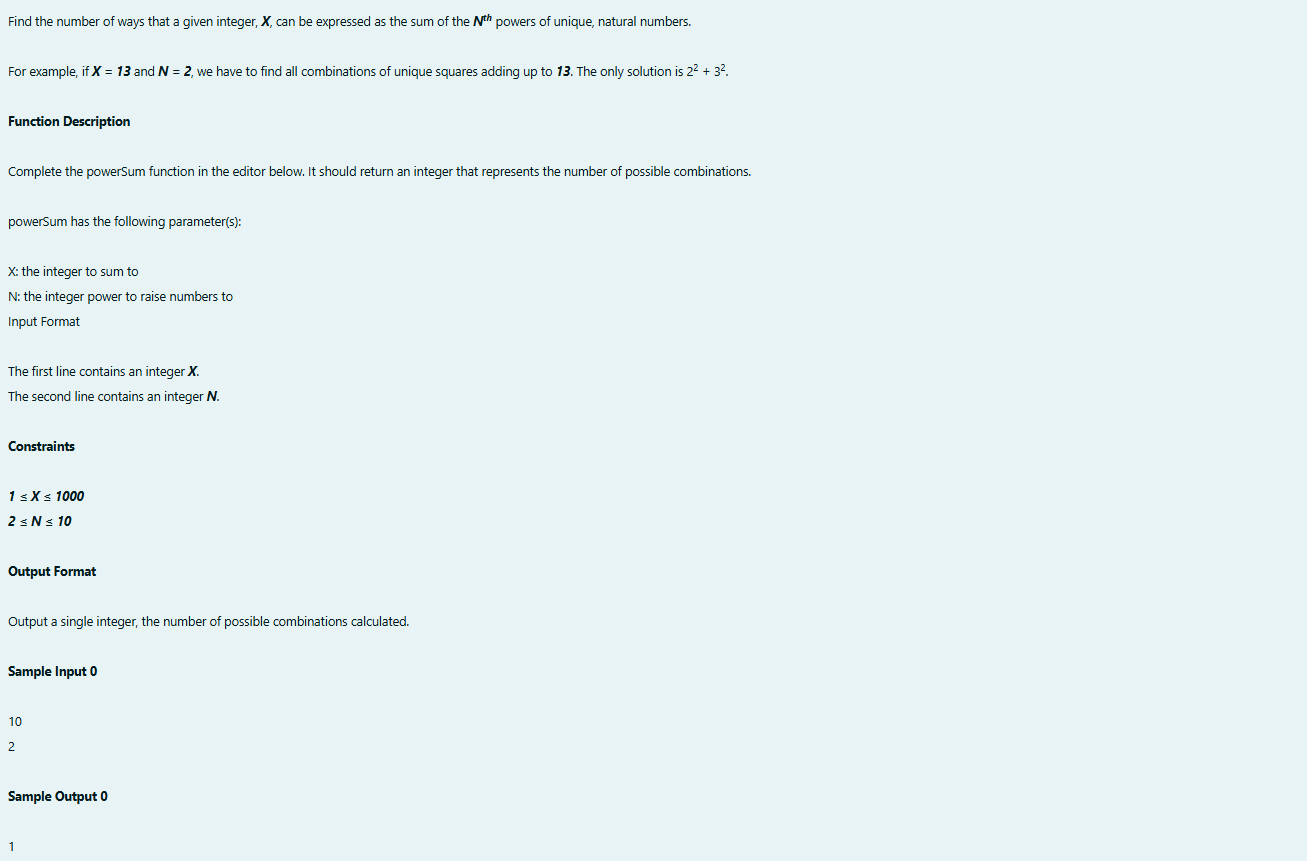 Find the number of ways that a given integer, X, can be expressed as the sum of the Nth powers of unique, natural numbers.
For example, if X = 13 and N = 2, we have to find all combinations of unique squares adding up to 13. The only solution is 2² + 3².
Function Description
Complete the powerSum function in the editor below. It should return an integer that represents the number of possible combinations.
powerSum has the following parameter(s):
X: the integer to sum to
N: the integer power to raise numbers to
Input Format
The first line contains an integer X.
The second line contains an integer N.
Constraints
1 ≤ X ≤ 1000
2 ≤ N ≤ 10
Output Format
Output a single integer, the number of possible combinations calculated.
Sample Input 0
10
2
Sample Output 0
1